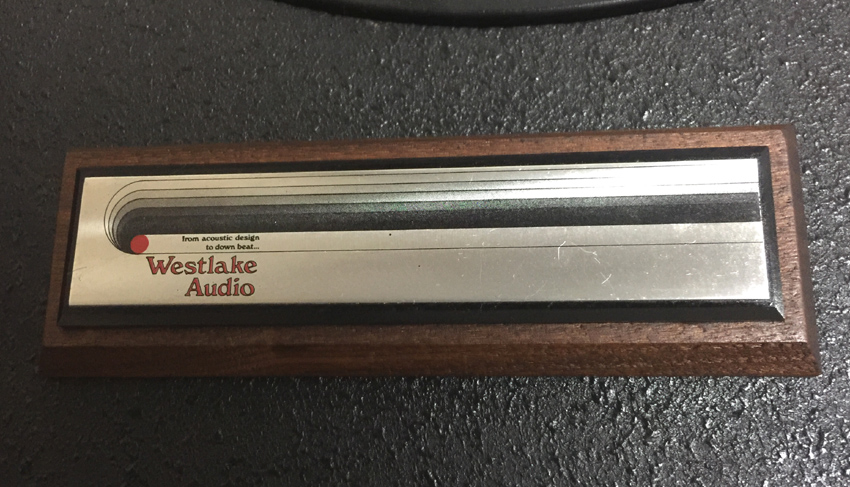 from acoustic design
to down beat...
Westlake
Audio